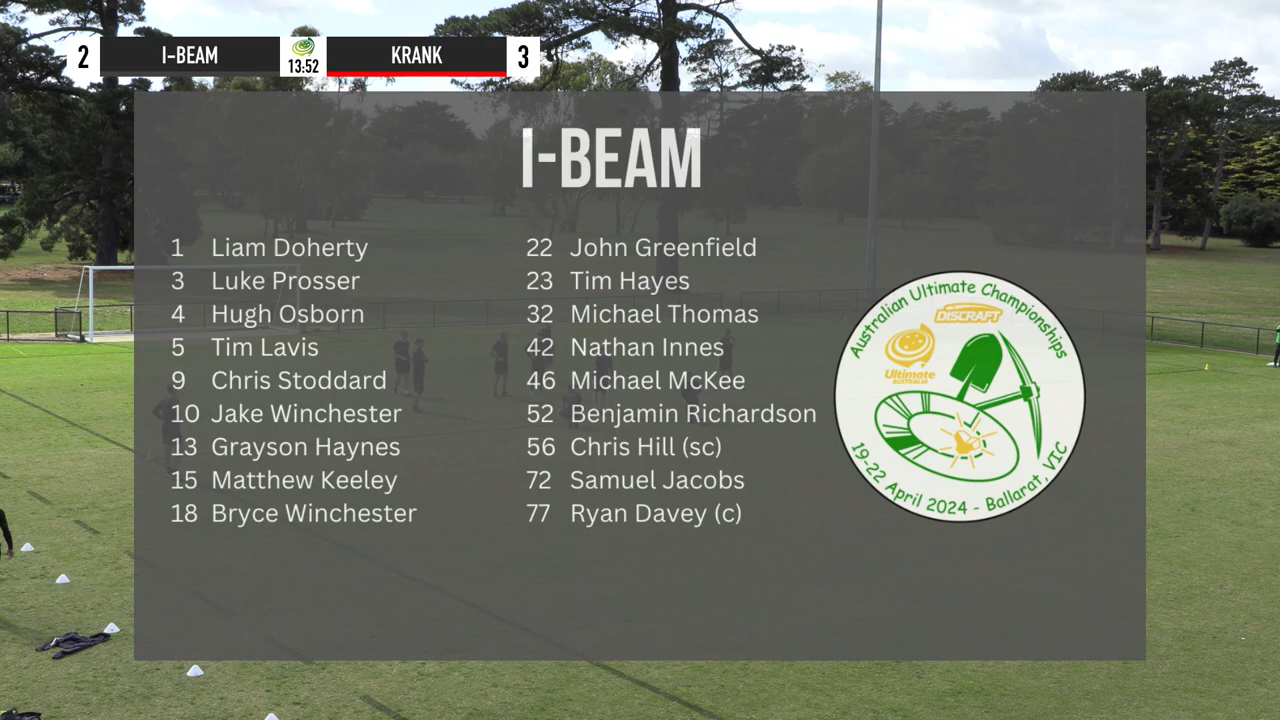 2 I-BEAM 13:52 KRANK 3
I-BEAM
1 Liam Doherty
3 Luke Prosser
4 Hugh Osborn
5 Tim Lavis
9 Chris Stoddard
10 Jake Winchester
13 Grayson Haynes
15 Matthew Keeley
18 Bryce Winchester
22 John Greenfield
23 Tim Hayes
32 Michael Thomas
42 Nathan Innes
46 Michael McKee
52 Benjamin Richardson
56 Chris Hill (sc)
72 Samuel Jacobs
77 Ryan Davey (c)
Australian Ultimate Championships
DISCRAFT
Ultimate
AUSTRALIA
19-22 April 2024 - Ballarat, VIC